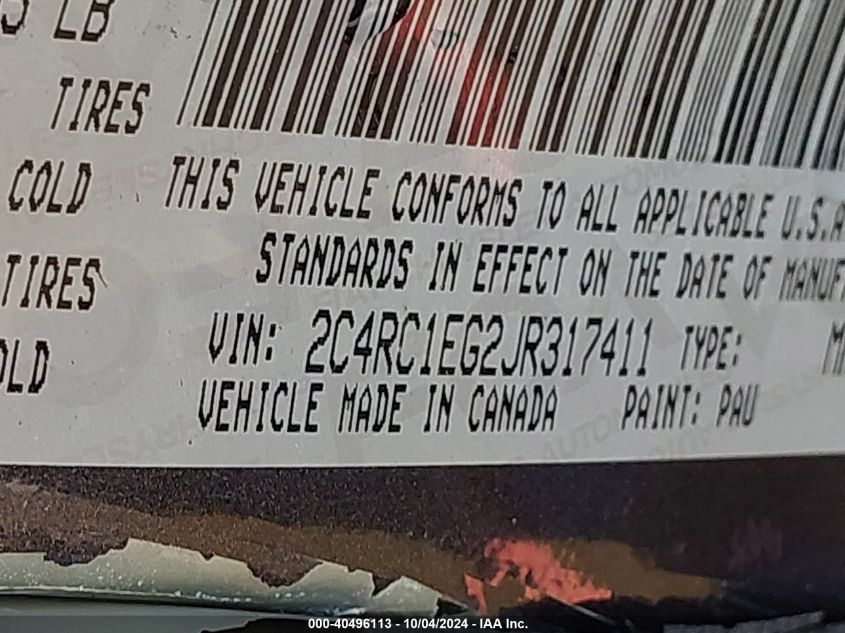 LB
TIRES
COLD THIS VEHICLE CONFORMS TO ALL APPLICABLE U.S.A
TIRES STANDARDS IN EFFECT ON THE DATE OF MANUF
OLD VIN: 2C4RC1EG2JR317411 TYPE:
VEHICLE MADE IN CANADA PAINT: PAU
000-40496113 - 10/04/2024 - IAA Inc.